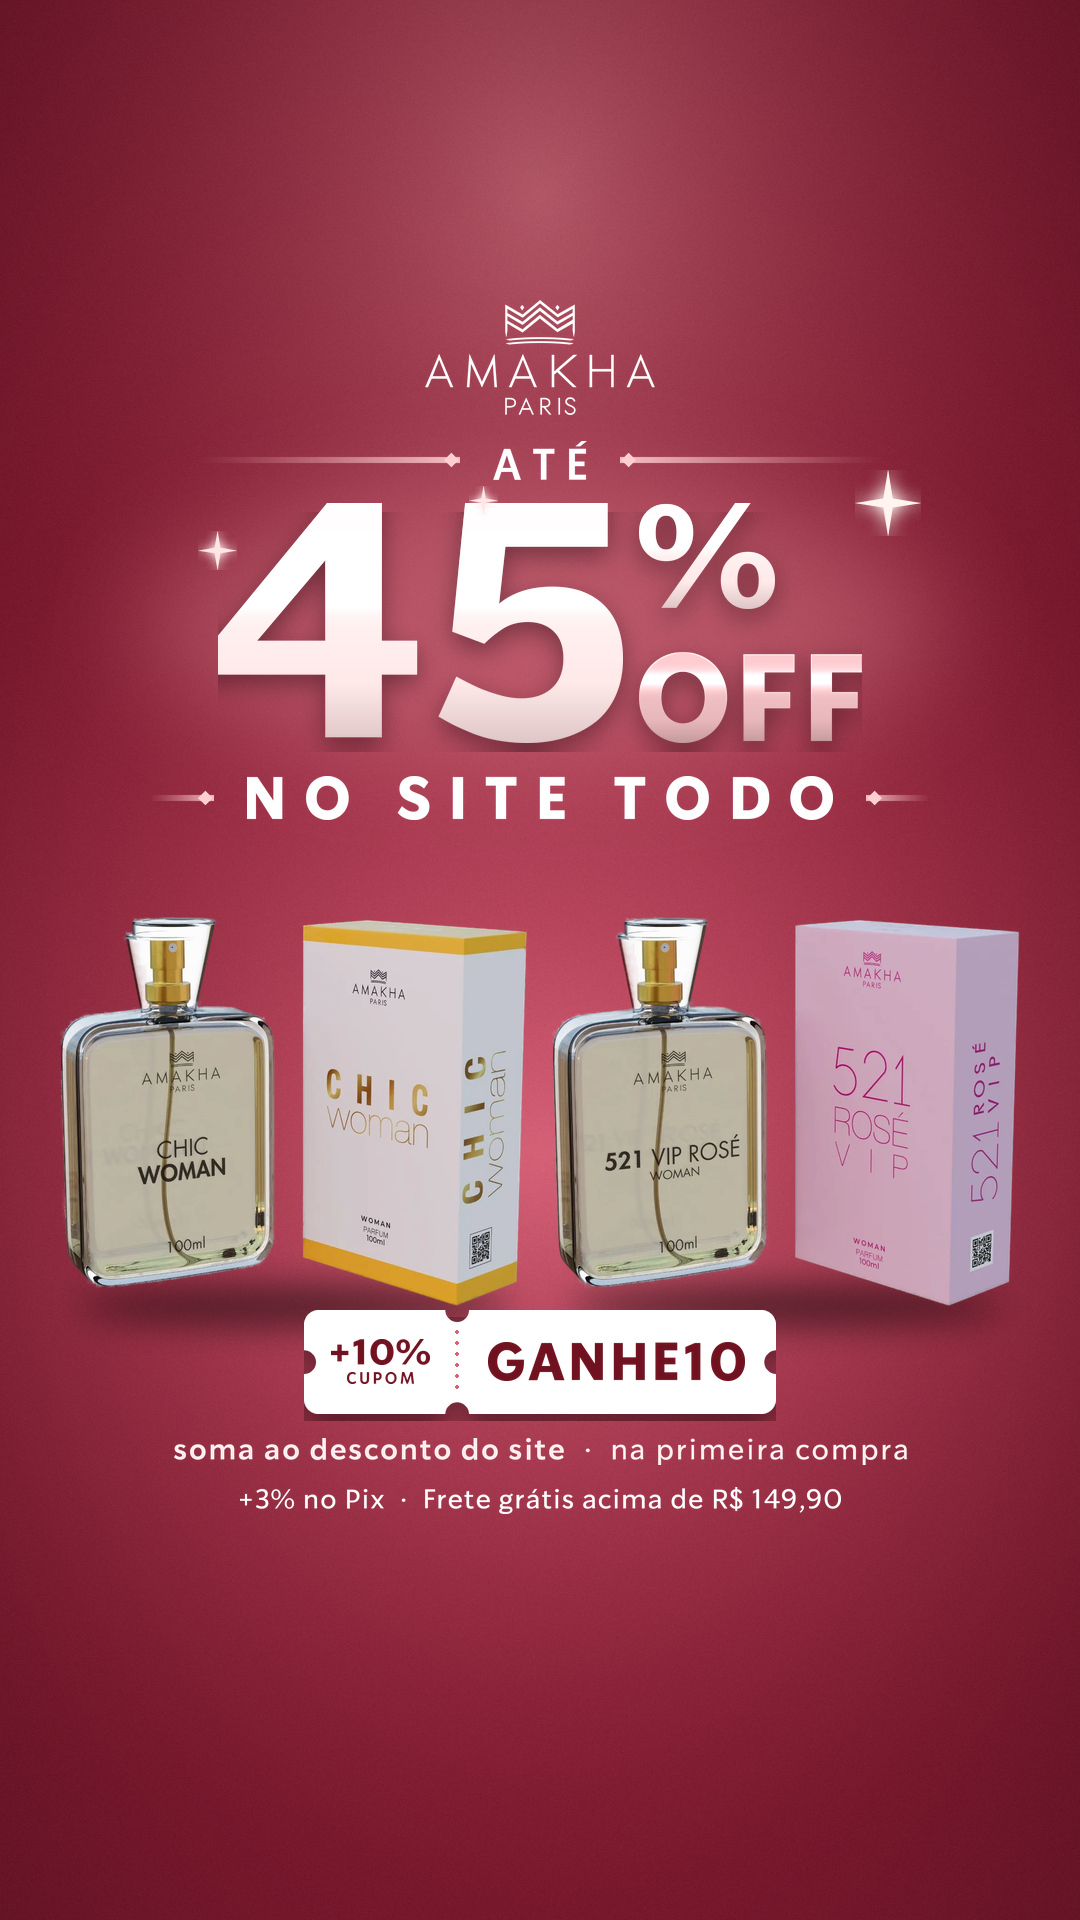 AMAKHA
PARIS
ATÉ
45% OFF
NO SITE TODO
AMAKHA
PARIS
CHIC
WOMAN
100ml
AMAKHA
PARIS
CHIC
woman
WOMAN
PARFUM
100ml
CHIC
woman
AMAKHA
PARIS
521 VIP ROSÉ
WOMAN
100ml
AMAKHA
PARIS
521
ROSÉ
VIP
WOMAN
PARFUM
100ml
521 ROSÉ
VIP
+10%
CUPOM
GANHE10
soma ao desconto do site · na primeira compra
+3% no Pix · Frete grátis acima de R$ 149,90